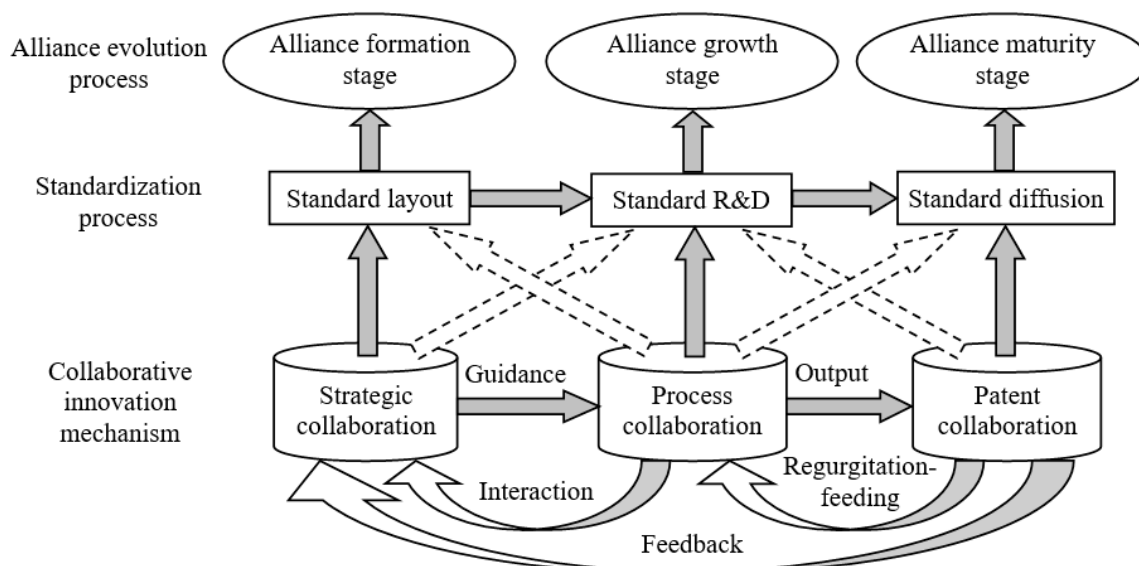 Alliance evolution
process
Alliance formation
stage
Alliance growth
stage
Alliance maturity
stage
Standardization
process
Standard layout
Standard R&D
Standard diffusion
Collaborative
innovation
mechanism
Strategic
collaboration
Guidance
Process
collaboration
Output
Patent
collaboration
Interaction
Regurgitation-
feeding
Feedback